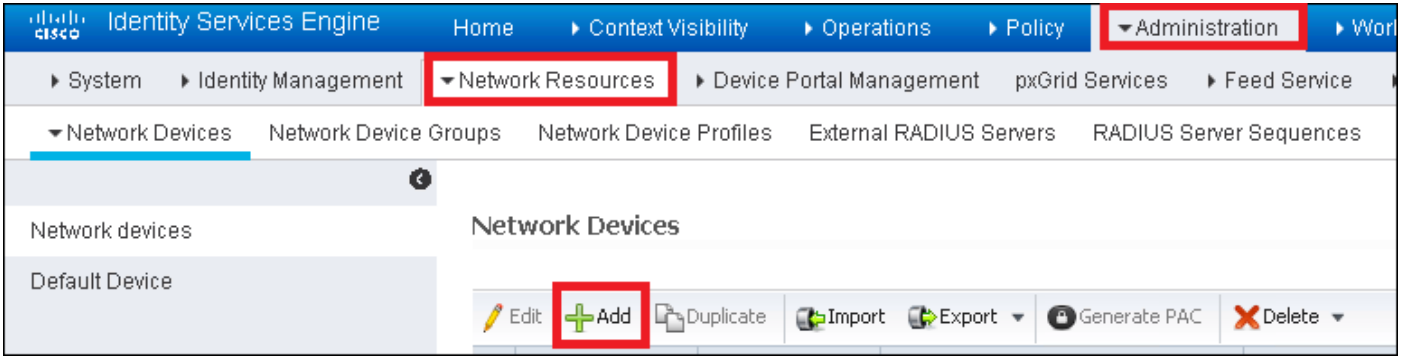 cisco Identity Services Engine Home Context Visibility Operations Policy Administration
System Identity Management Network Resources Device Portal Management pxGrid Services Feed Service
Network Devices Network Device Groups Network Device Profiles External RADIUS Servers RADIUS Server Sequences
Network devices
Default Device
Network Devices
Edit Add Duplicate Import Export Generate PAC Delete